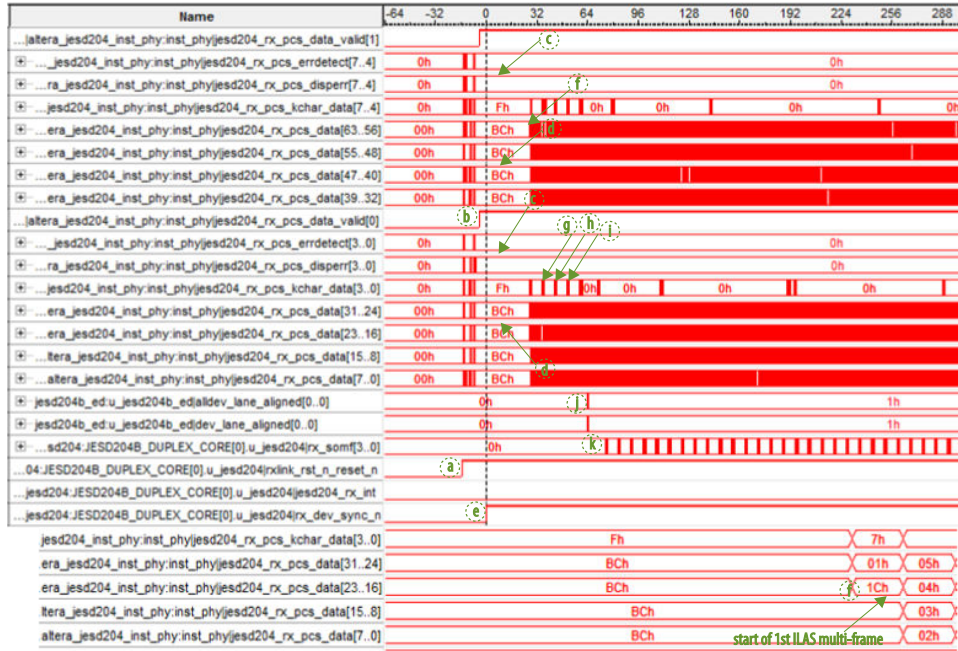 Name -64 -32 0 32 64 96 128 160 192 224 256 288
...|altera_jesd204_inst_phy:inst_phy|jesd204_rx_pcs_data_valid[1] c
..._jesd204_inst_phy:inst_phy|jesd204_rx_pcs_errdetect[7..4] 0h 0h
...ra_jesd204_inst_phy:inst_phy|jesd204_rx_pcs_disperr[7..4] 0h 0h
f
...jesd204_inst_phy:inst_phy|jesd204_rx_pcs_kchar_data[7..4] 0h Fh 0h 0h 0h 0h
...era_jesd204_inst_phy:inst_phy|jesd204_rx_pcs_data[63..56] 00h BCh d
...era_jesd204_inst_phy:inst_phy|jesd204_rx_pcs_data[55..48] 00h BCh
...era_jesd204_inst_phy:inst_phy|jesd204_rx_pcs_data[47..40] 00h BCh
...era_jesd204_inst_phy:inst_phy|jesd204_rx_pcs_data[39..32] 00h BCh c
...|altera_jesd204_inst_phy:inst_phy|jesd204_rx_pcs_data_valid[0] b
g h i
..._jesd204_inst_phy:inst_phy|jesd204_rx_pcs_errdetect[3..0] 0h 0h
...ra_jesd204_inst_phy:inst_phy|jesd204_rx_pcs_disperr[3..0] 0h 0h
...jesd204_inst_phy:inst_phy|jesd204_rx_pcs_kchar_data[3..0] 0h Fh 0h 0h 0h 0h
...era_jesd204_inst_phy:inst_phy|jesd204_rx_pcs_data[31..24] 00h BCh
...era_jesd204_inst_phy:inst_phy|jesd204_rx_pcs_data[23..16] 00h BCh
...ltera_jesd204_inst_phy:inst_phy|jesd204_rx_pcs_data[15..8] 00h BCh
d
...altera_jesd204_inst_phy:inst_phy|jesd204_rx_pcs_data[7..0] 00h BCh
jesd204b_ed:u_jesd204b_ed|alldev_lane_aligned[0..0] 0h j 1h
jesd204b_ed:u_jesd204b_ed|dev_lane_aligned[0..0] 0h 1h
...sd204:JESD204B_DUPLEX_CORE[0].u_jesd204|rx_somf[3..0] 0h k
...04:JESD204B_DUPLEX_CORE[0].u_jesd204|rxlink_rst_n_reset_n a
...jesd204:JESD204B_DUPLEX_CORE[0].u_jesd204|jesd204_rx_int
...jesd204:JESD204B_DUPLEX_CORE[0].u_jesd204|rx_dev_sync_n e
jesd204_inst_phy:inst_phy|jesd204_rx_pcs_kchar_data[3..0] Fh 7h
.era_jesd204_inst_phy:inst_phy|jesd204_rx_pcs_data[31..24] BCh 01h 05h
.era_jesd204_inst_phy:inst_phy|jesd204_rx_pcs_data[23..16] BCh f 1Ch 04h
ltera_jesd204_inst_phy:inst_phy|jesd204_rx_pcs_data[15..8] BCh 03h
.altera_jesd204_inst_phy:inst_phy|jesd204_rx_pcs_data[7..0] BCh 02h
start of 1st ILAS multi-frame